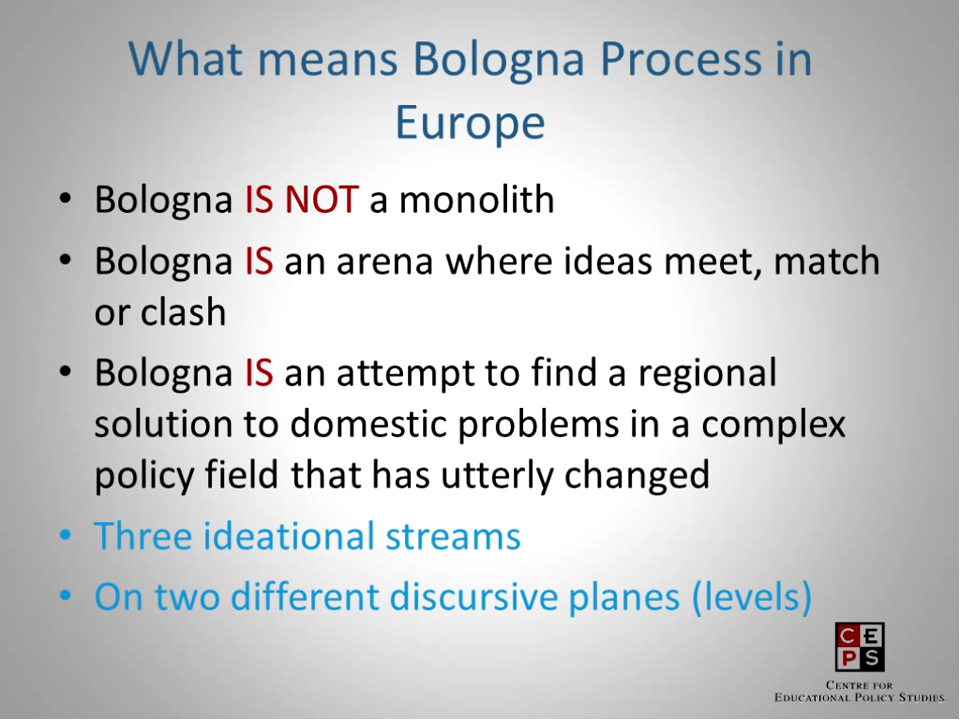 What means Bologna Process in
Europe
• Bologna IS NOT a monolith
• Bologna IS an arena where ideas meet, match
or clash
• Bologna IS an attempt to find a regional
solution to domestic problems in a complex
policy field that has utterly changed
• Three ideational streams
• On two different discursive planes (levels)
C E
P S
CENTRE FOR
EDUCATIONAL POLICY STUDIES